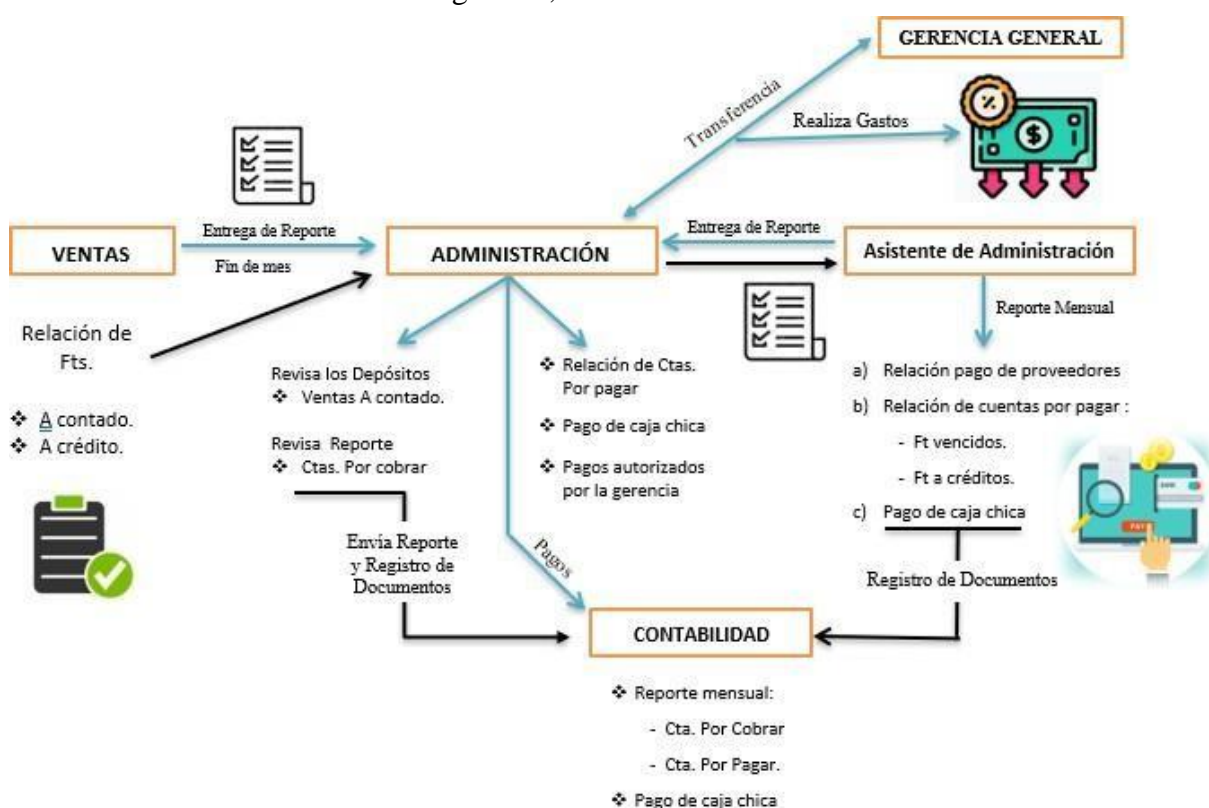 GERENCIA GENERAL
Transferencia
Realiza Gastos
VENTAS
Entrega de Reporte
Fin de mes
ADMINISTRACIÓN
Entrega de Reporte
Asistente de Administración
Reporte Mensual
Relación de
Fts.
❖ A contado.
❖ A crédito.
Revisa los Depósitos
❖ Ventas A contado.
Revisa Reporte
❖ Ctas. Por cobrar
❖ Relación de Ctas.
Por pagar
❖ Pago de caja chica
❖ Pagos autorizados
por la gerencia
a) Relación pago de proveedores
b) Relación de cuentas por pagar :
- Ft vencidos.
- Ft a créditos.
c) Pago de caja chica
Envía Reporte
y Registro de
Documentos
Pagos
Registro de Documentos
CONTABILIDAD
❖ Reporte mensual:
- Cta. Por Cobrar
- Cta. Por Pagar.
❖ Pago de caja chica